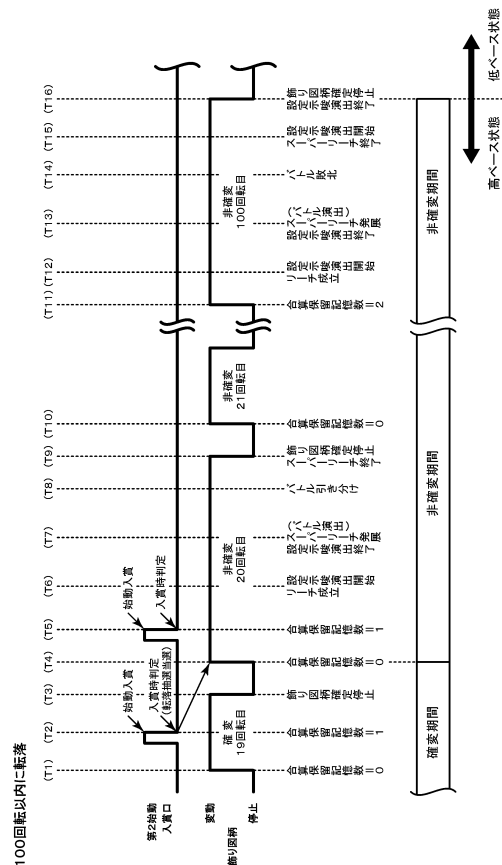 100回転以内に転落
(T1)
(T2)
(T3)
(T4)
(T5)
(T6)
(T7)
(T8)
(T9)
(T10)
(T11)
(T12)
(T13)
(T14)
(T15)
(T16)
第2始動
入賞口
始動入賞
入賞時判定
(転落抽選当選)
始動入賞
入賞時判定
飾り図柄
変動
停止
確変
19回転目
非確変
20回転目
非確変
21回転目
非確変
100回転目
合算保留記憶数=0
合算保留記憶数=1
飾り図柄確定停止
合算保留記憶数=0
合算保留記憶数=1
設定示唆演出開始
リーチ成立
(バトル演出)
スーパーリーチ発展
設定示唆演出終了
バトル引き分け
飾り図柄確定停止
スーパーリーチ終了
合算保留記憶数=0
合算保留記憶数=2
設定示唆演出開始
リーチ成立
(バトル演出)
スーパーリーチ発展
設定示唆演出終了
バトル敗北
設定示唆演出開始
スーパーリーチ終了
飾り図柄確定停止
設定示唆演出終了
確変期間
非確変期間
非確変期間
高ベース状態
低ベース状態